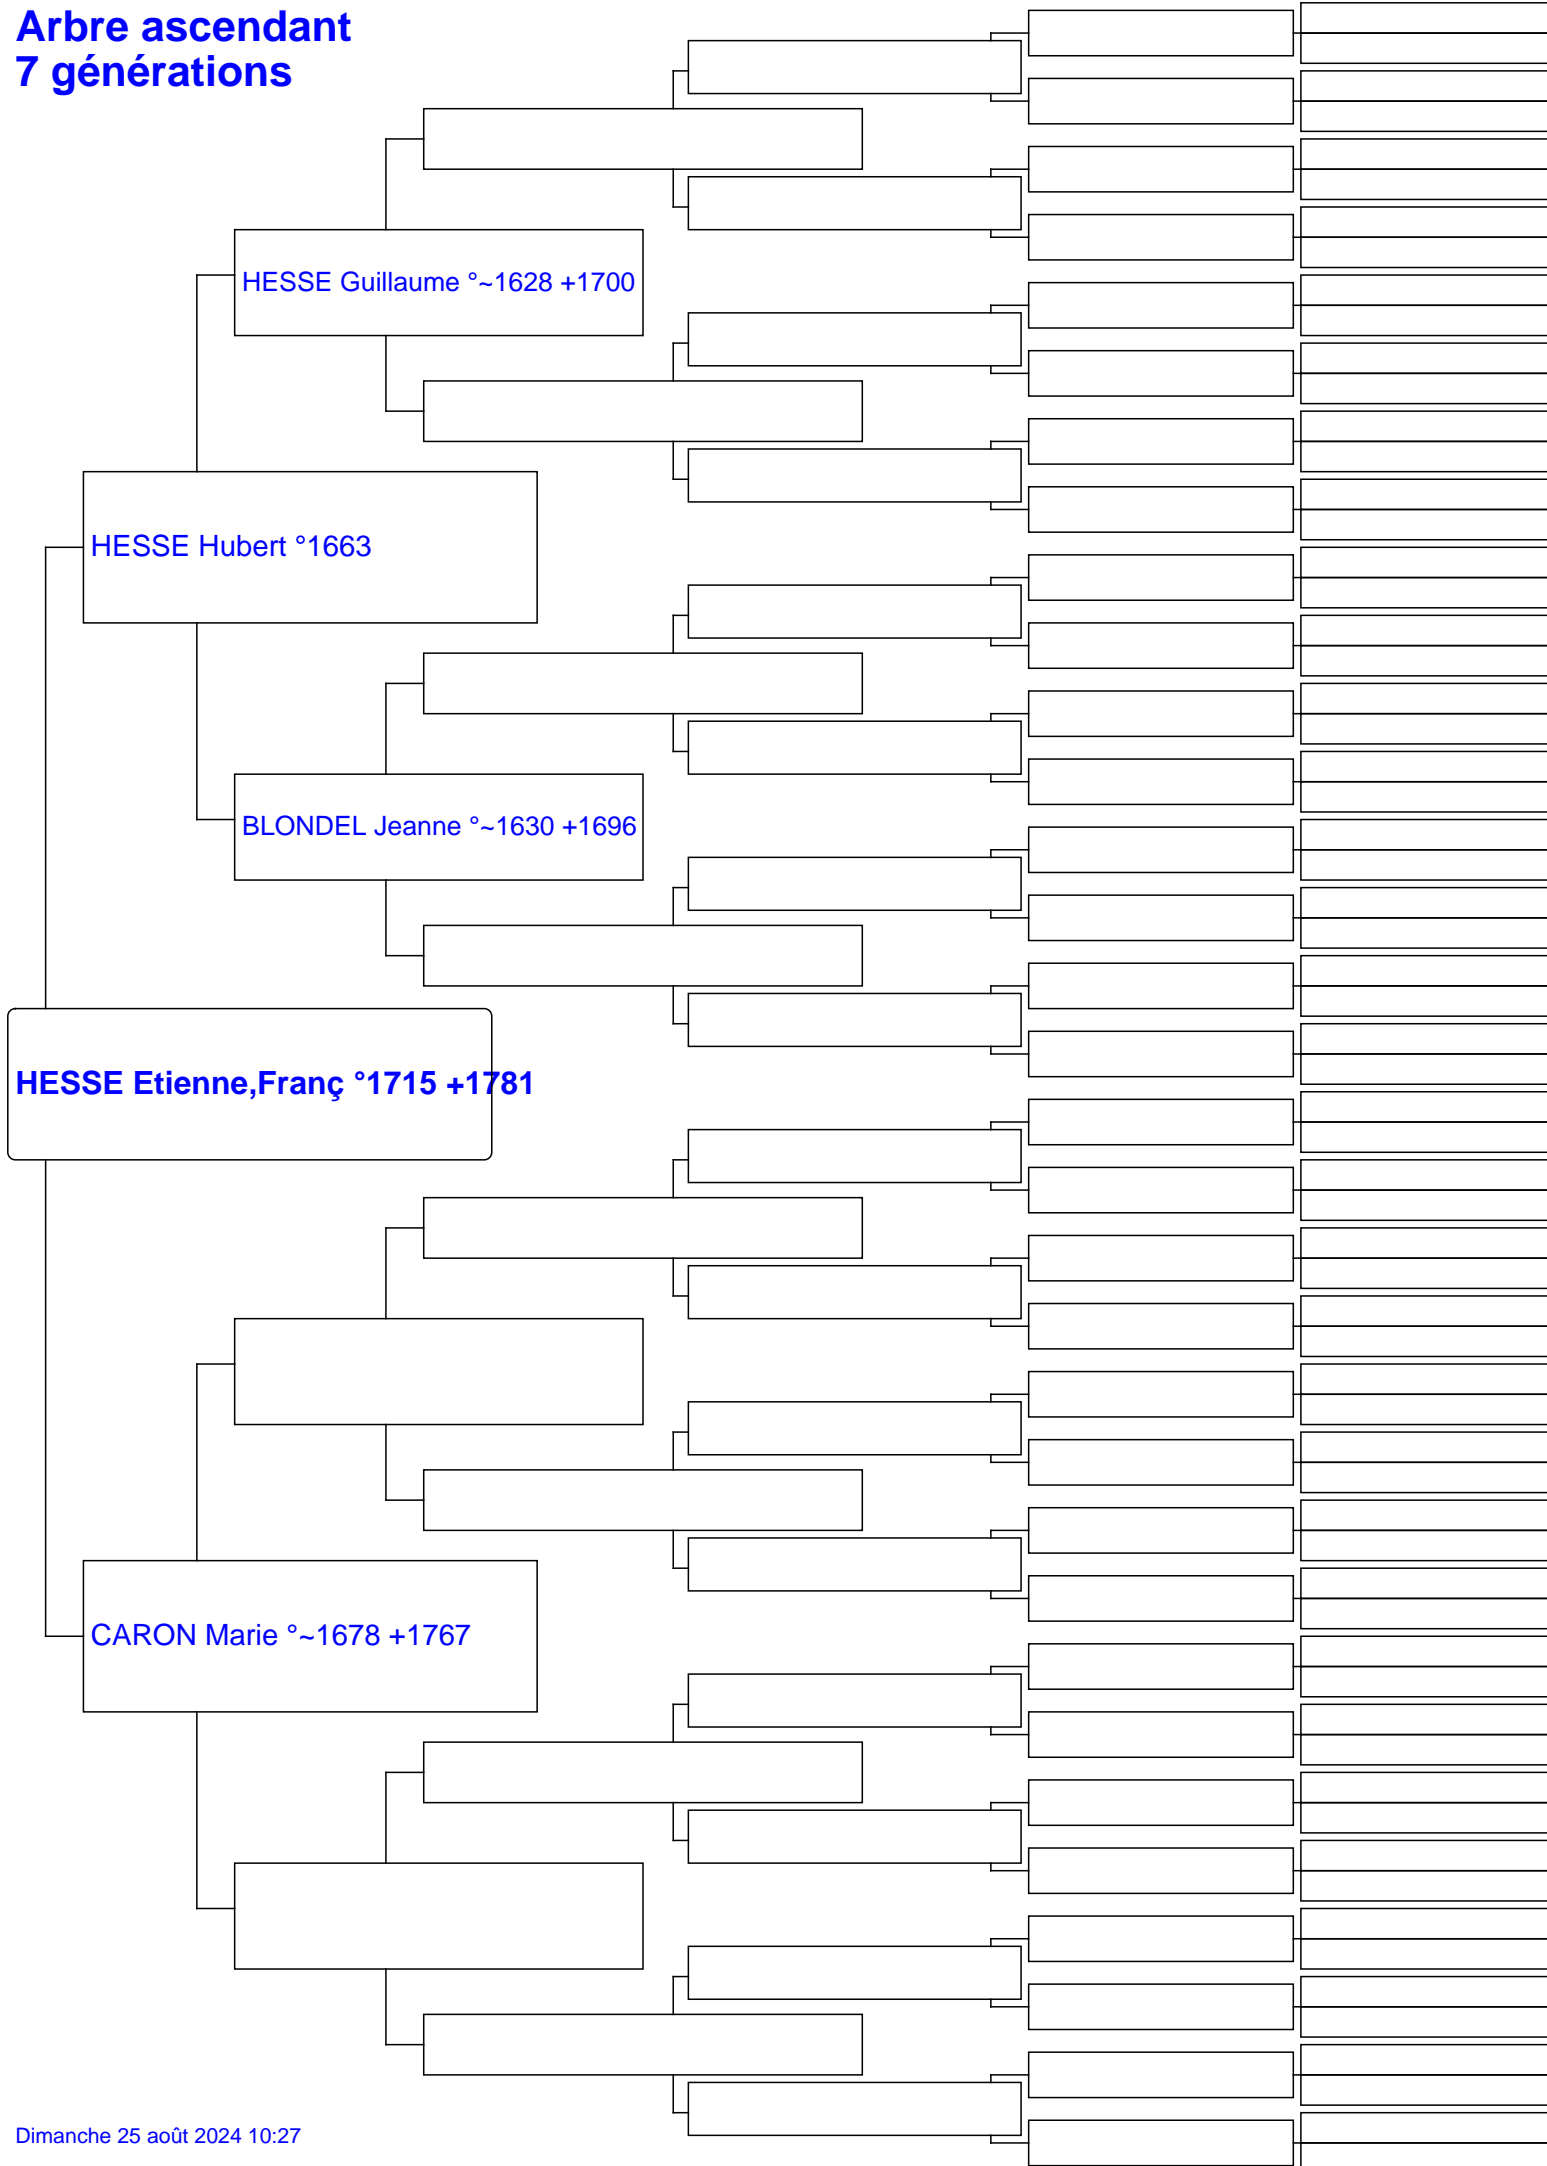 Arbre ascendant
7 générations
HESSE Guillaume °~1628 +1700
HESSE Hubert °1663
BLONDEL Jeanne °~1630 +1696
HESSE Etienne,Franç °1715 +1781
CARON Marie °~1678 +1767
Dimanche 25 août 2024 10:27